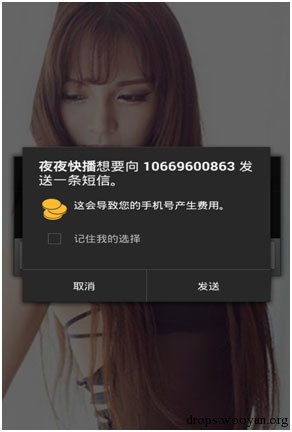 夜夜快播想要向 10669600863 发
送一条短信。
这会导致您的手机号产生费用。
记住我的选择
取消
发送
drops.wooyun.org